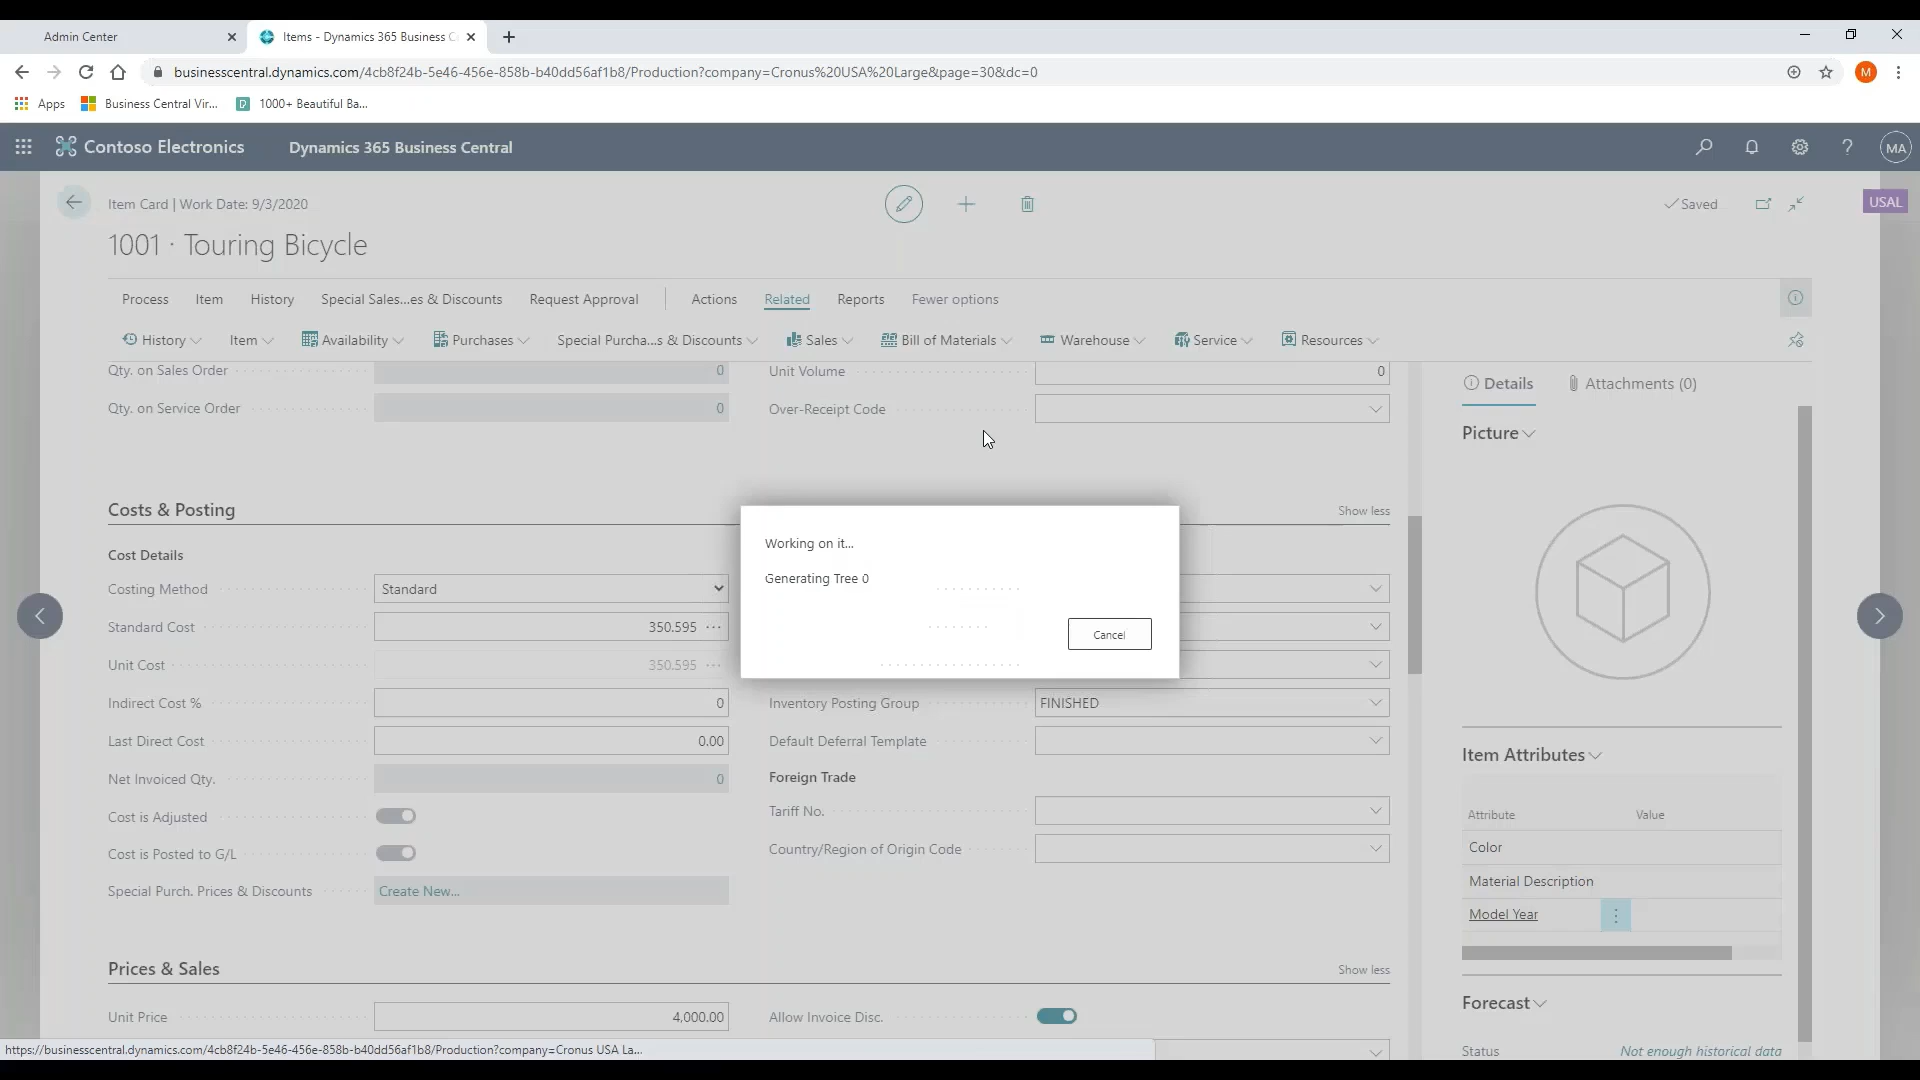 Admin Center
Items - Dynamics 365 Business C
businesscentral.dynamics.com/4cb8f24b-5e46-456e-858b-b40dd56af1b8/Production?company=Cronus%20USA%20Large&page=30&dc=0
M
Apps
Business Central Vir...
D
1000+ Beautiful Ba...
Contoso Electronics
Dynamics 365 Business Central
?
MA
Item Card | Work Date: 9/3/2020
Saved
USAL
1001 · Touring Bicycle
Process Item History Special Sales...es & Discounts Request Approval Actions Related Reports Fewer options
History Item Availability Purchases Special Purcha...s & Discounts Sales Bill of Materials Warehouse Service Resources
Qty. on Sales Order 0
Unit Volume 0
Qty. on Service Order 0
Over-Receipt Code
Details
Attachments (0)
Picture
Costs & Posting
Show less
Cost Details
Costing Method Standard
Standard Cost 350.595 ...
Unit Cost 350.595 ...
Indirect Cost % 0
Last Direct Cost 0.00
Net Invoiced Qty. 0
Cost is Adjusted
Cost is Posted to G/L
Special Purch. Prices & Discounts Create New...
Working on it...
Generating Tree 0
Cancel
Inventory Posting Group FINISHED
Default Deferral Template
Foreign Trade
Tariff No.
Country/Region of Origin Code
Item Attributes
Attribute Value
Color
Material Description
Model Year
Prices & Sales
Show less
Unit Price 4,000.00
Allow Invoice Disc.
Forecast
Status Not enough historical data
https://businesscentral.dynamics.com/4cb8f24b-5e46-456e-858b-b40dd56af1b8/Production?company=Cronus USA La...